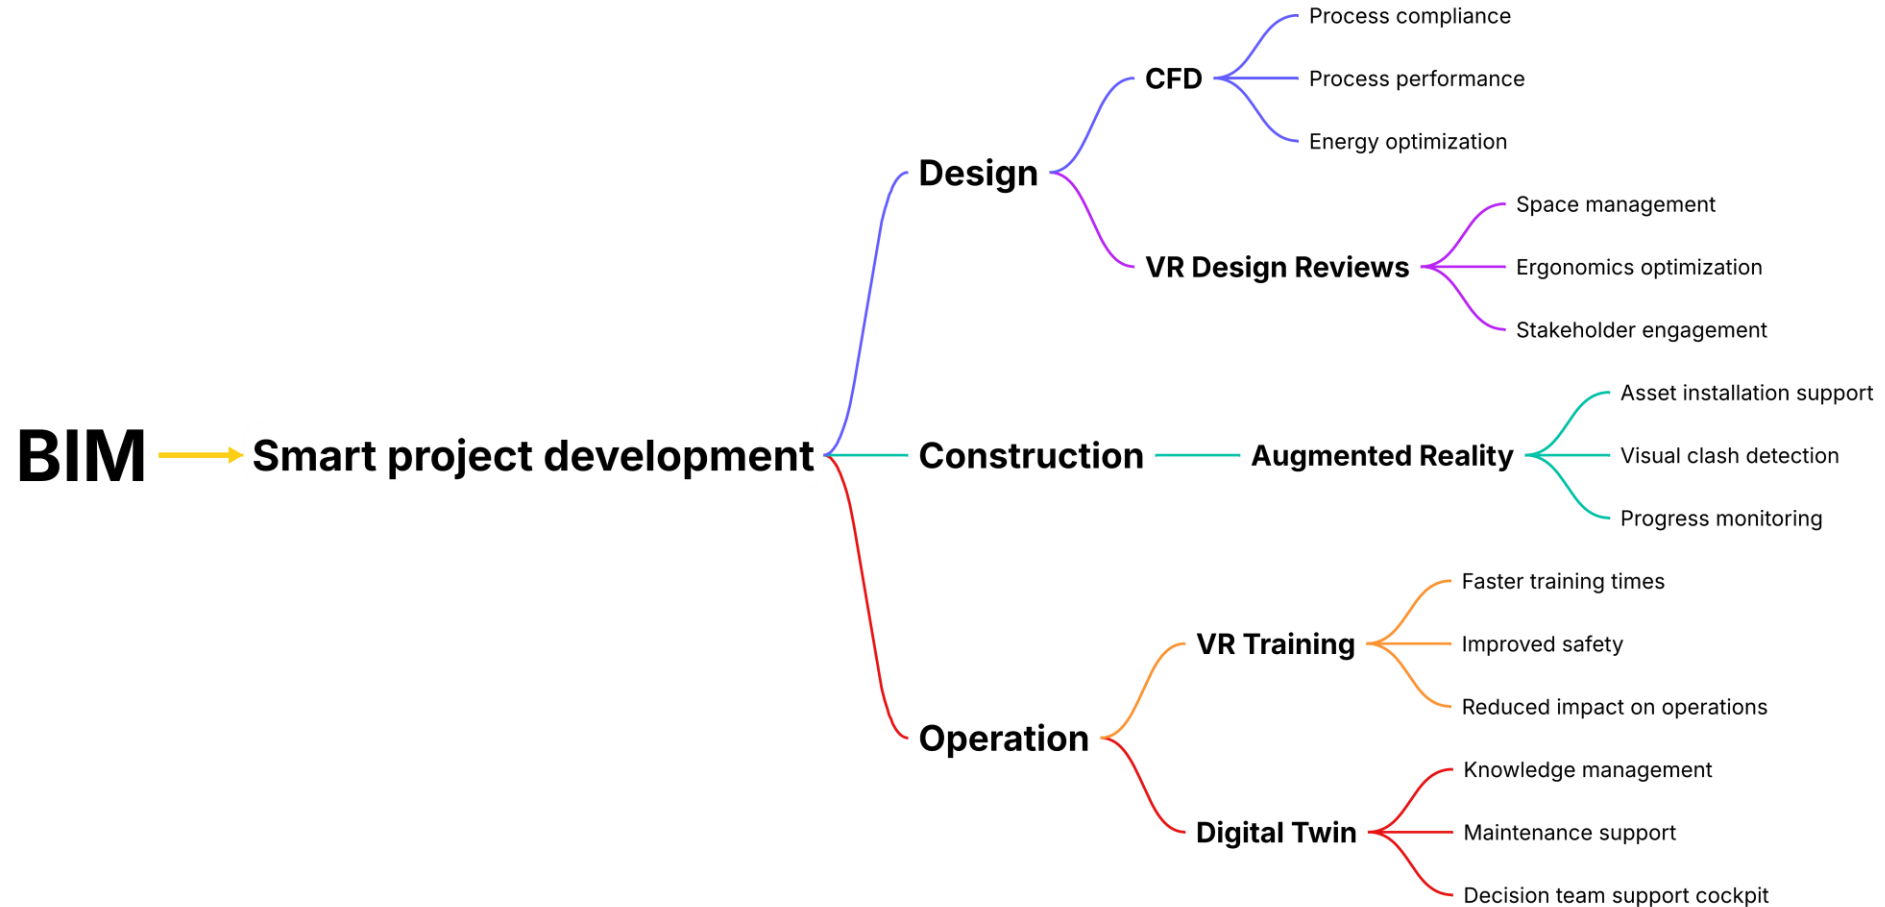 BIM
Smart project development
Design
CFD
Process compliance
Process performance
Energy optimization
VR Design Reviews
Space management
Ergonomics optimization
Stakeholder engagement
Construction
Augmented Reality
Asset installation support
Visual clash detection
Progress monitoring
Operation
VR Training
Faster training times
Improved safety
Reduced impact on operations
Digital Twin
Knowledge management
Maintenance support
Decision team support cockpit